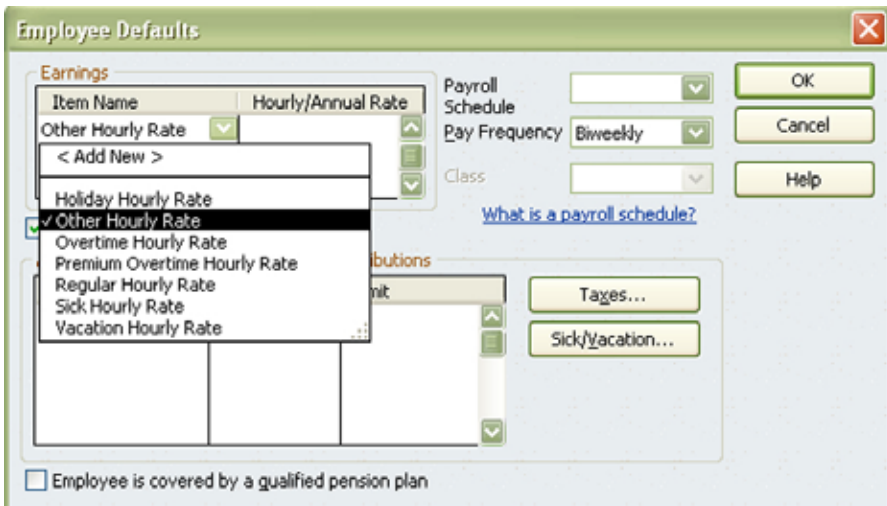 Employee Defaults
Earnings
Item Name
Hourly/Annual Rate
Other Hourly Rate
< Add New >
Holiday Hourly Rate
✓ Other Hourly Rate
Overtime Hourly Rate
Premium Overtime Hourly Rate
Regular Hourly Rate
Sick Hourly Rate
Vacation Hourly Rate
Payroll
Schedule
Pay Frequency
Biweekly
Class
What is a payroll schedule?
OK
Cancel
Help
Taxes...
Sick/Vacation...
Employee is covered by a qualified pension plan